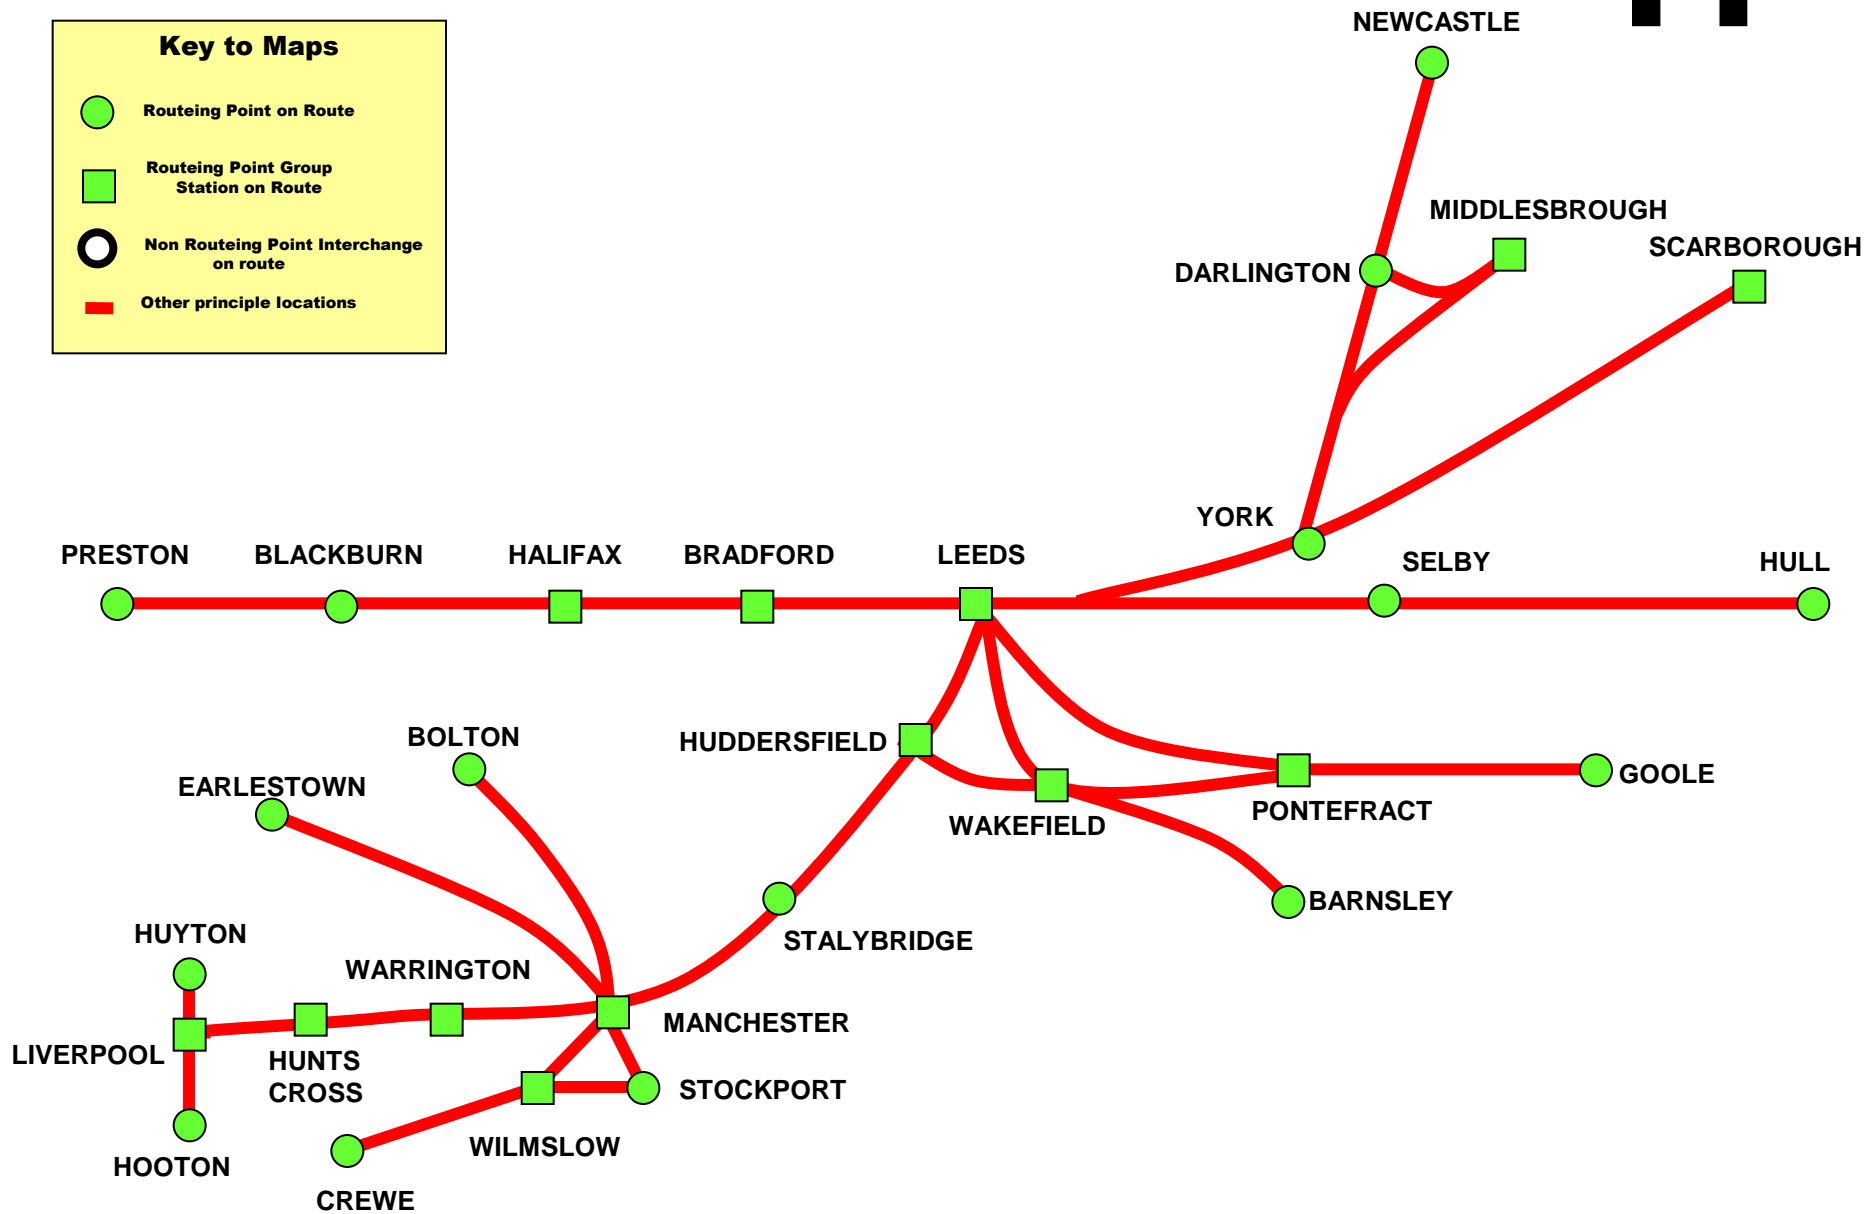 Key to Maps
Routeing Point on Route
Routeing Point Group
Station on Route
Non Routeing Point Interchange
on route
Other principle locations
NEWCASTLE
MIDDLESBROUGH
SCARBOROUGH
DARLINGTON
YORK
PRESTON
BLACKBURN
HALIFAX
BRADFORD
LEEDS
SELBY
HULL
BOLTON
HUDDERSFIELD
EARLESTOWN
GOOLE
WAKEFIELD
PONTEFRACT
BARNSLEY
HUYTON
STALYBRIDGE
WARRINGTON
MANCHESTER
LIVERPOOL
HUNTS
CROSS
STOCKPORT
WILMSLOW
HOOTON
CREWE